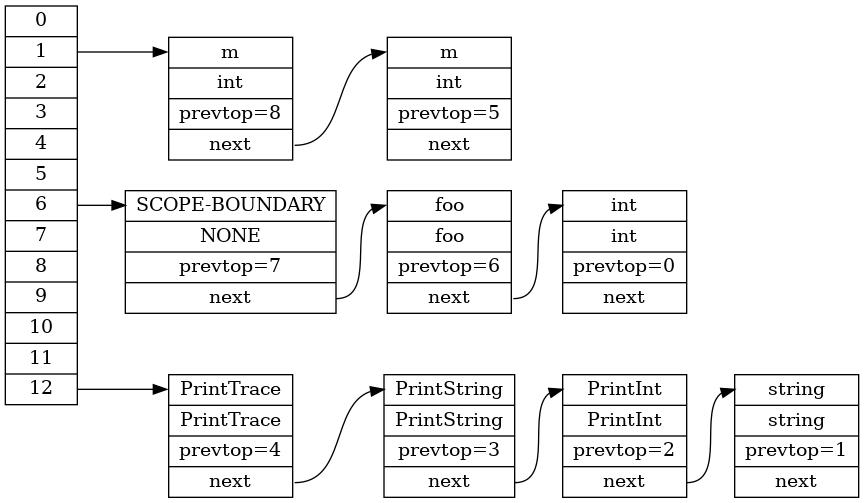 0
1
2
3
4
5
6
7
8
9
10
11
12
m
int
prevtop=8
next
m
int
prevtop=5
next
SCOPE-BOUNDARY
NONE
prevtop=7
next
foo
foo
prevtop=6
next
int
int
prevtop=0
next
PrintTrace
PrintTrace
prevtop=4
next
PrintString
PrintString
prevtop=3
next
PrintInt
PrintInt
prevtop=2
next
string
string
prevtop=1
next